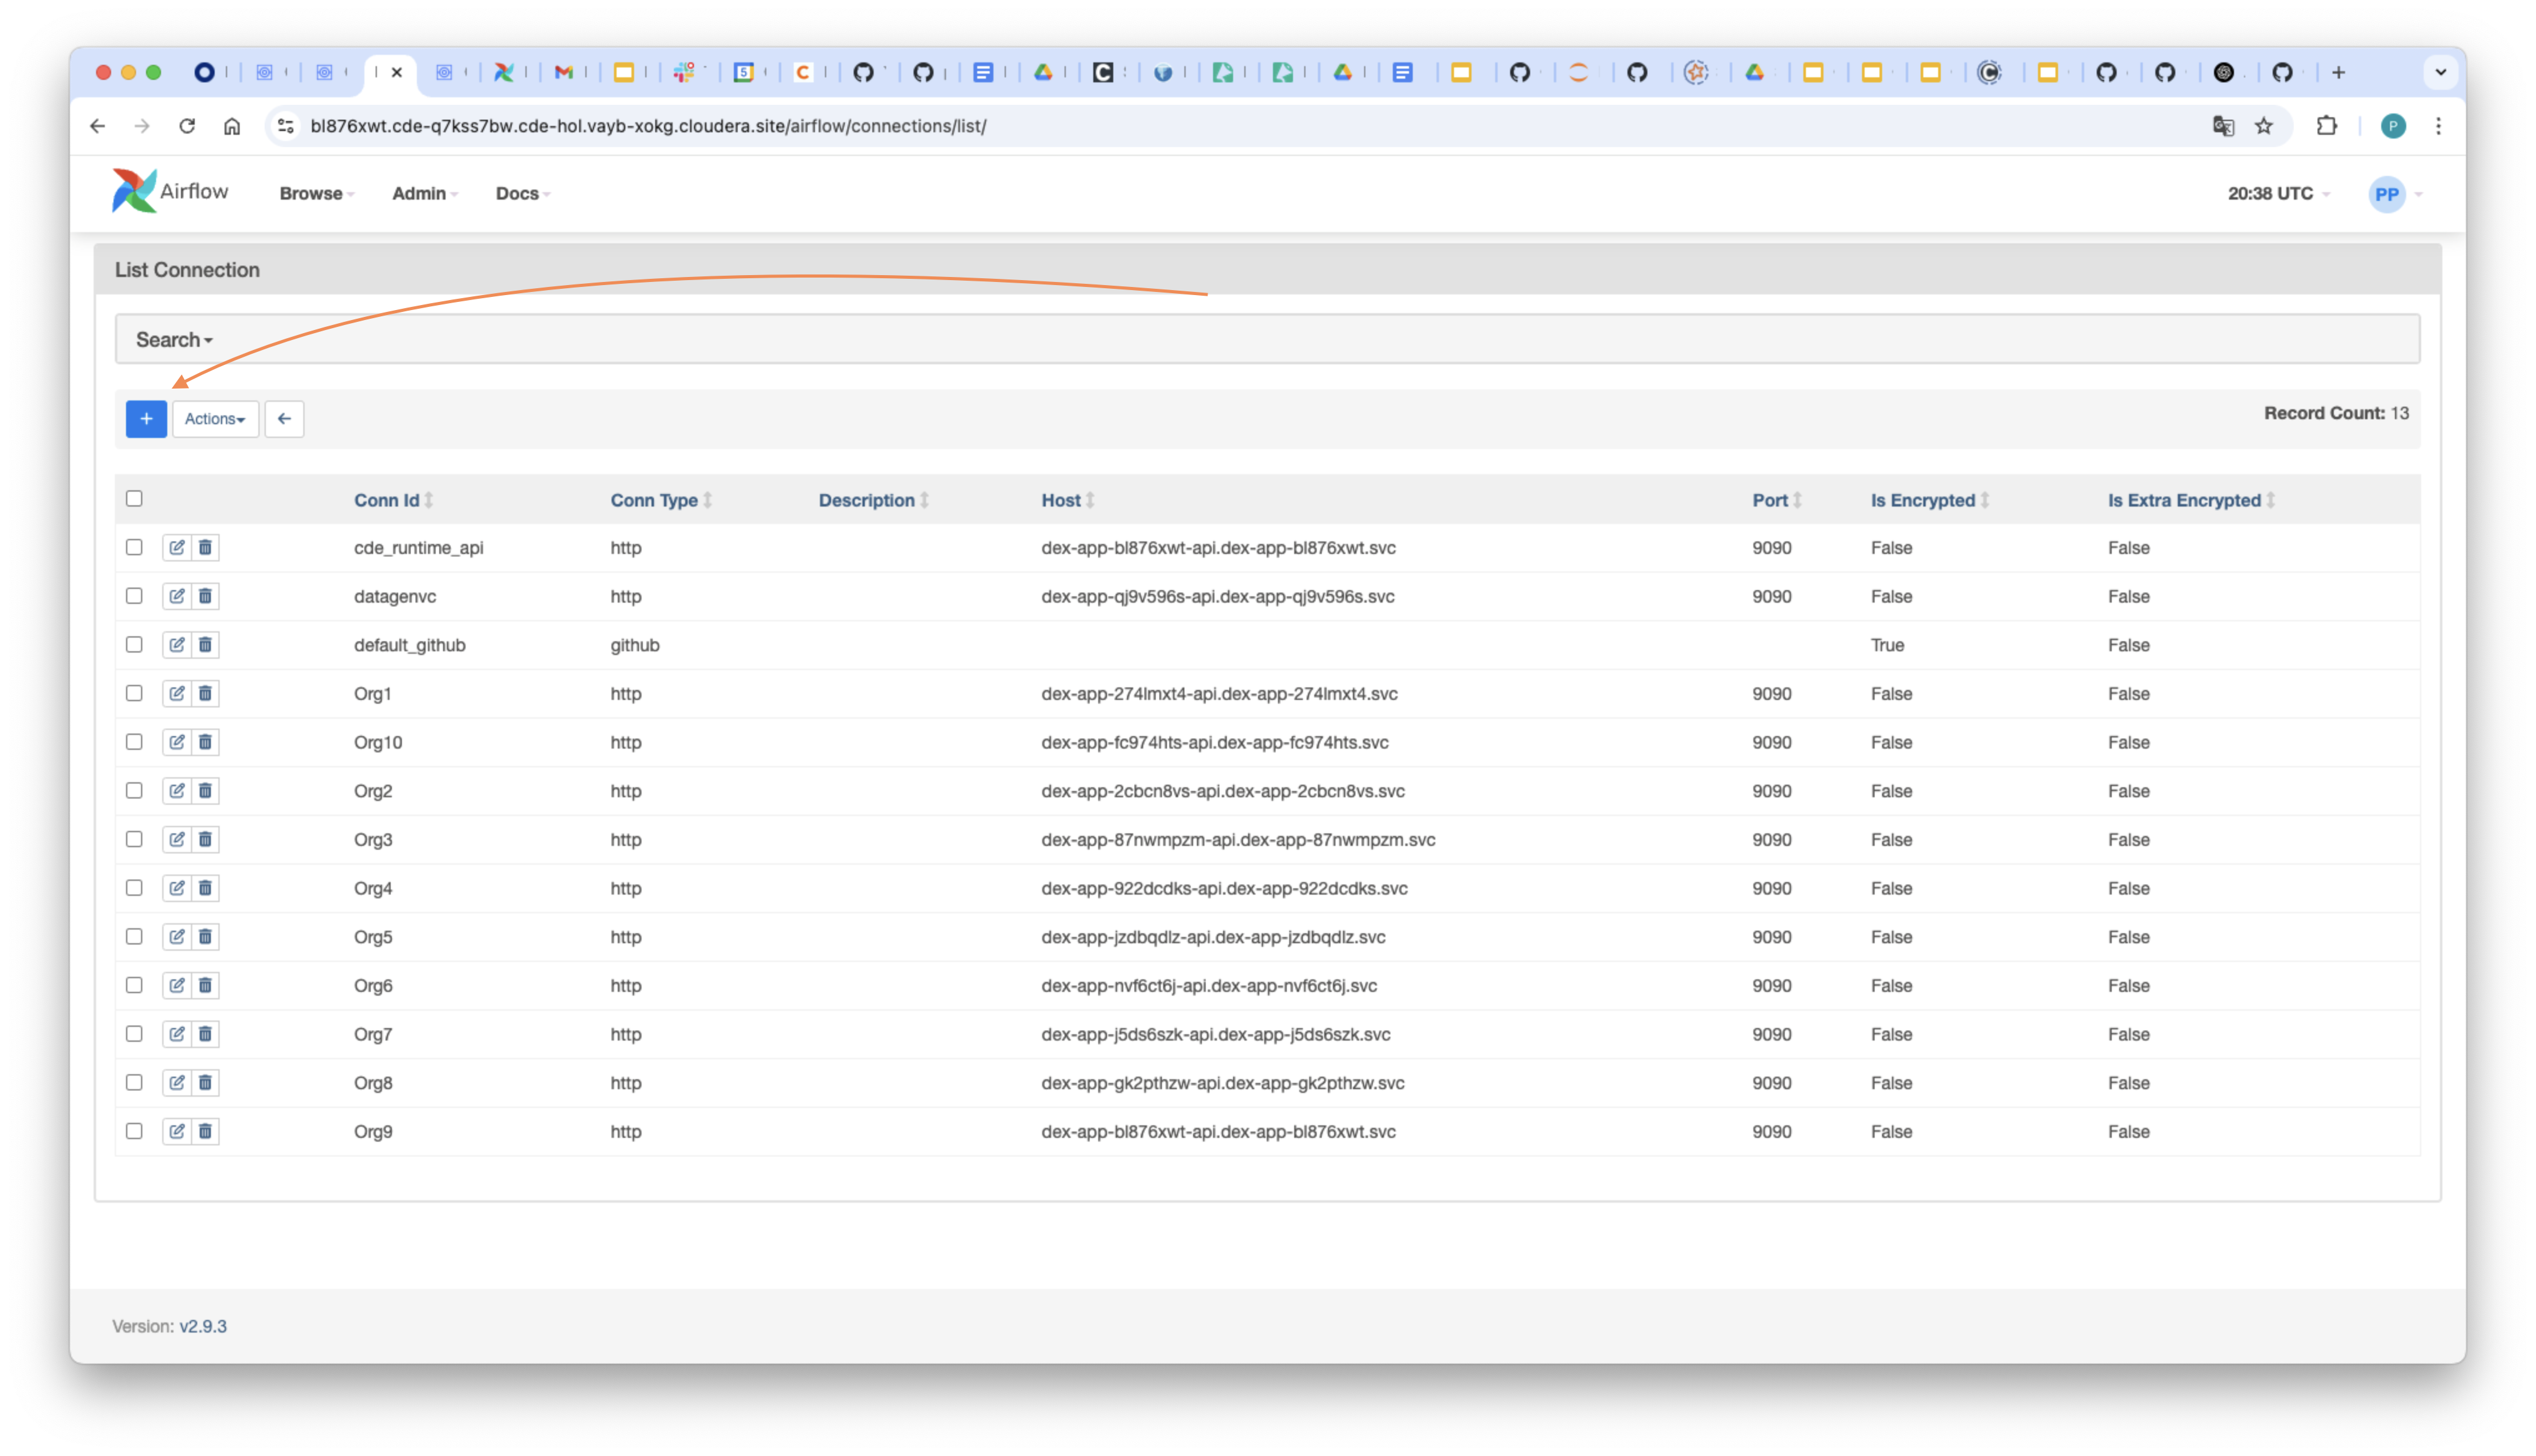 bl876xwt.cde-q7kss7bw.cde-hol.vayb-xokg.cloudera.site/airflow/connections/list/
P
Airflow Browse Admin Docs 20:38 UTC PP
List Connection
Search
+ Actions Record Count: 13
Conn Id Conn Type Description Host Port Is Encrypted Is Extra Encrypted
cde_runtime_api http dex-app-bl876xwt-api.dex-app-bl876xwt.svc 9090 False False
datagenvc http dex-app-qj9v596s-api.dex-app-qj9v596s.svc 9090 False False
default_github github True False
Org1 http dex-app-274lmxt4-api.dex-app-274lmxt4.svc 9090 False False
Org10 http dex-app-fc974hts-api.dex-app-fc974hts.svc 9090 False False
Org2 http dex-app-2cbcn8vs-api.dex-app-2cbcn8vs.svc 9090 False False
Org3 http dex-app-87nwmpzm-api.dex-app-87nwmpzm.svc 9090 False False
Org4 http dex-app-922dcdks-api.dex-app-922dcdks.svc 9090 False False
Org5 http dex-app-jzdbqdlz-api.dex-app-jzdbqdlz.svc 9090 False False
Org6 http dex-app-nvf6ct6j-api.dex-app-nvf6ct6j.svc 9090 False False
Org7 http dex-app-j5ds6szk-api.dex-app-j5ds6szk.svc 9090 False False
Org8 http dex-app-gk2pthzw-api.dex-app-gk2pthzw.svc 9090 False False
Org9 http dex-app-bl876xwt-api.dex-app-bl876xwt.svc 9090 False False
Version: v2.9.3